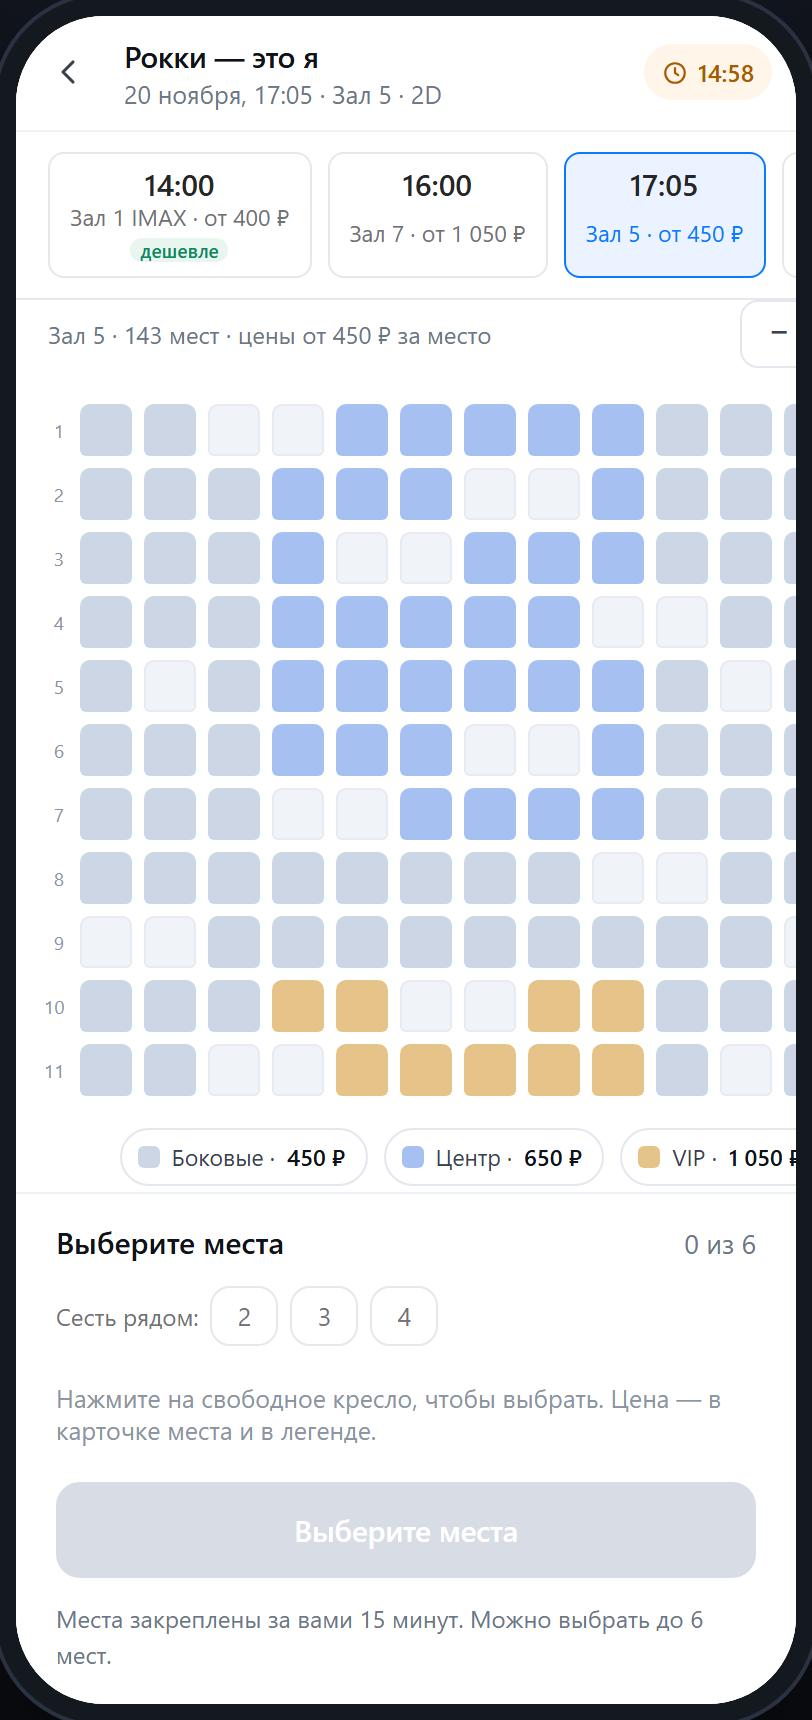 Рокки — это я
20 ноября, 17:05 · Зал 5 · 2D
14:58
14:00
Зал 1 IMAX · от 400 ₽
дешевле
16:00
Зал 7 · от 1 050 ₽
17:05
Зал 5 · от 450 ₽
Зал 5 · 143 мест · цены от 450 ₽ за место
−
1
2
3
4
5
6
7
8
9
10
11
Боковые · 450 ₽
Центр · 650 ₽
VIP · 1 050 ₽
Выберите места
0 из 6
Сесть рядом: 2 3 4
Нажмите на свободное кресло, чтобы выбрать. Цена — в
карточке места и в легенде.
Выберите места
Места закреплены за вами 15 минут. Можно выбрать до 6
мест.